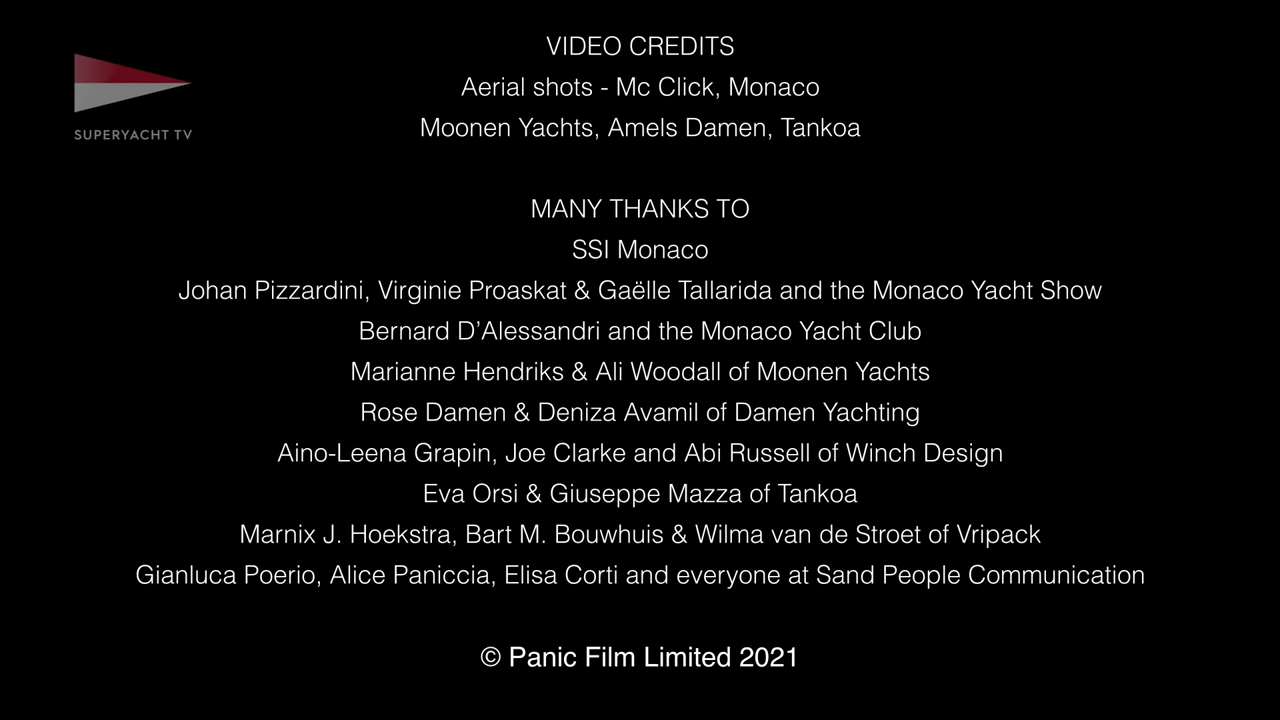 VIDEO CREDITS
Aerial shots - Mc Click, Monaco
Moonen Yachts, Amels Damen, Tankoa
SUPERYACHT TV
MANY THANKS TO
SSI Monaco
Johan Pizzardini, Virginie Proaskat & Gaëlle Tallarida and the Monaco Yacht Show
Bernard D’Alessandri and the Monaco Yacht Club
Marianne Hendriks & Ali Woodall of Moonen Yachts
Rose Damen & Deniza Avamil of Damen Yachting
Aino-Leena Grapin, Joe Clarke and Abi Russell of Winch Design
Eva Orsi & Giuseppe Mazza of Tankoa
Marnix J. Hoekstra, Bart M. Bouwhuis & Wilma van de Stroet of Vripack
Gianluca Poerio, Alice Paniccia, Elisa Corti and everyone at Sand People Communication
© Panic Film Limited 2021